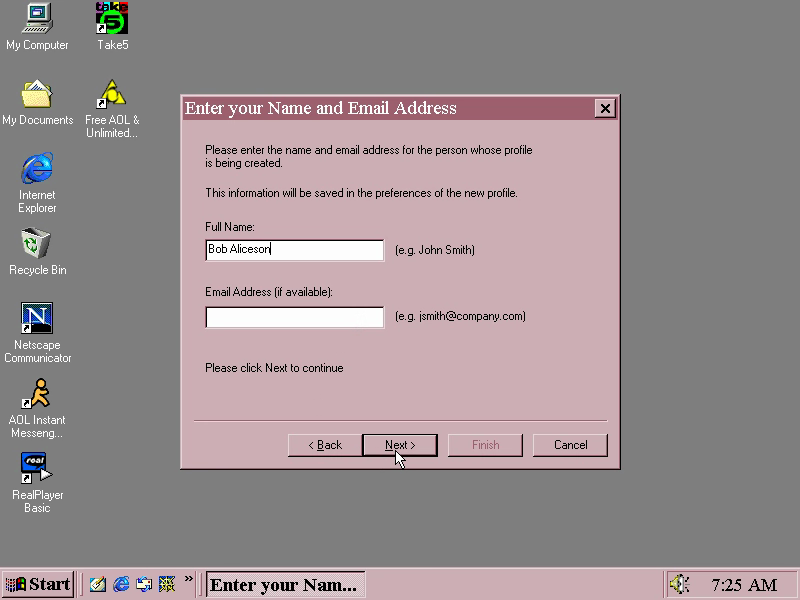 My Computer
Take5
My Documents
Free AOL &
Unlimited...
Internet
Explorer
Recycle Bin
Netscape
Communicator
AOL Instant
Messeng...
real
RealPlayer
Basic
Enter your Name and Email Address
Please enter the name and email address for the person whose profile
is being created.
This information will be saved in the preferences of the new profile.
Full Name:
Bob Aliceson
(e.g. John Smith)
Email Address (if available):
(e.g. jsmith@company.com)
Please click Next to continue
< Back
Next >
Finish
Cancel
Start
»
Enter your Nam...
7:25 AM